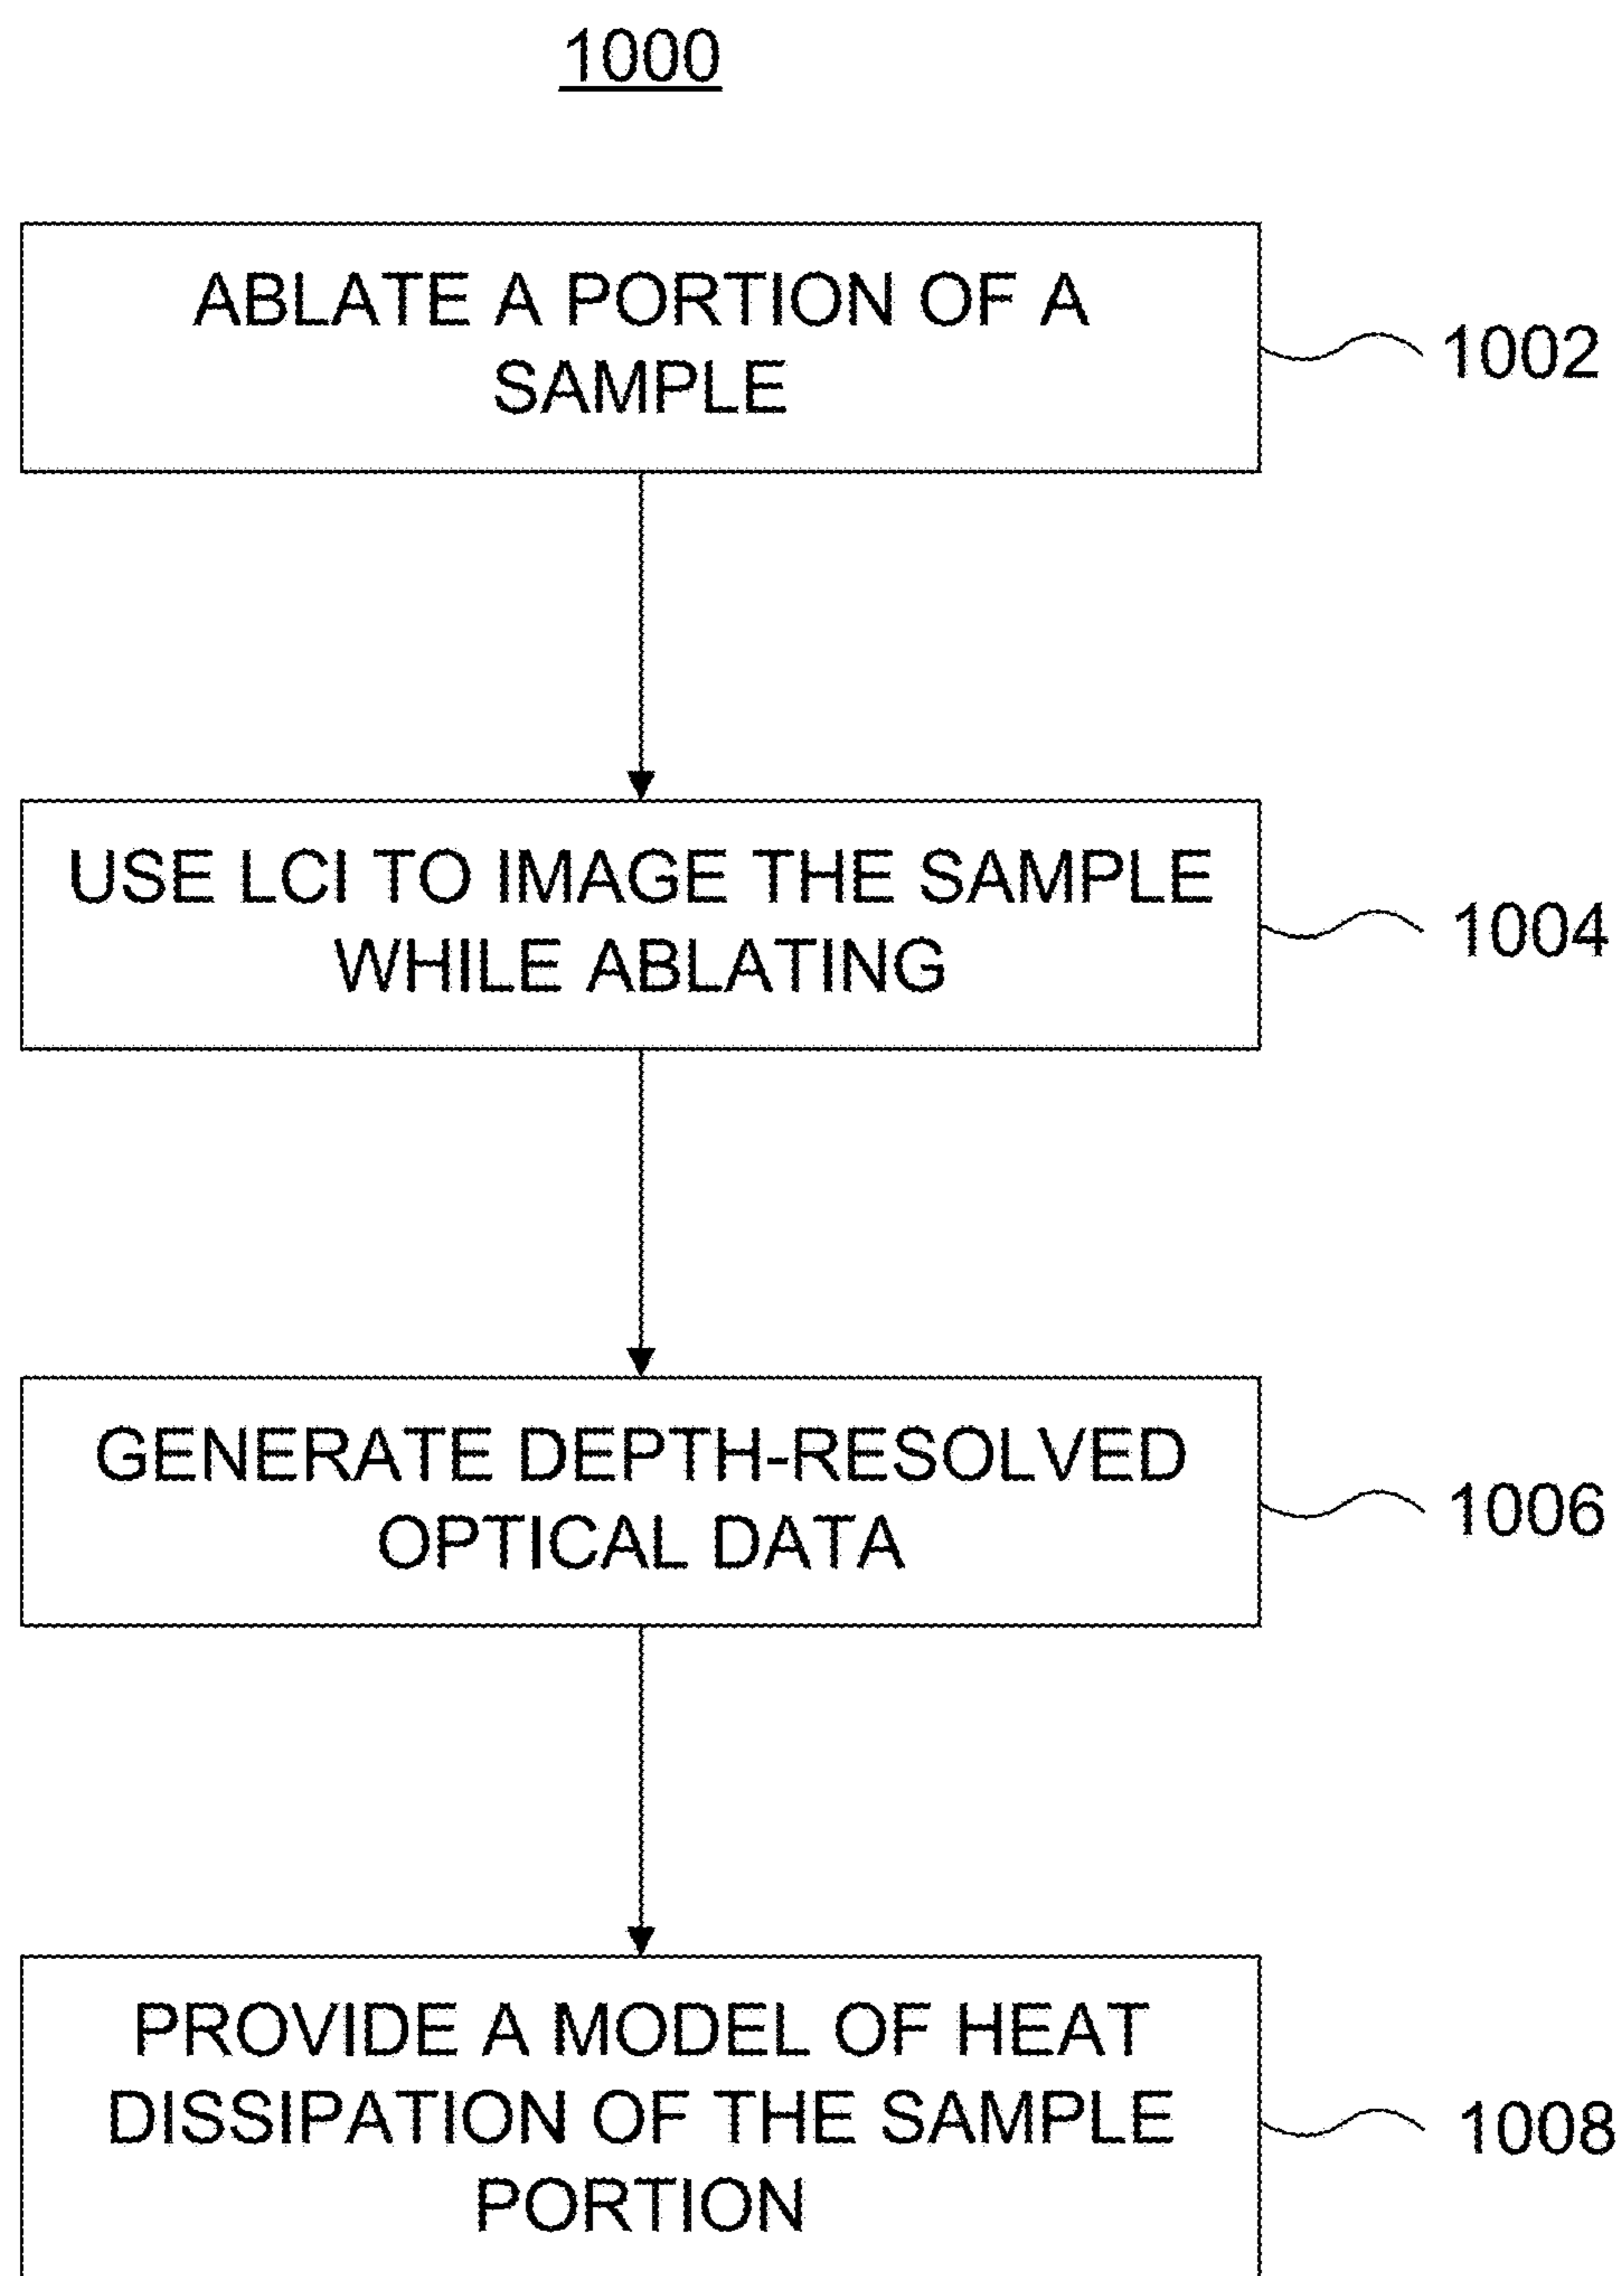 1000
ABLATE A PORTION OF A
SAMPLE
1002
USE LCI TO IMAGE THE SAMPLE
WHILE ABLATING
1004
GENERATE DEPTH-RESOLVED
OPTICAL DATA
1006
PROVIDE A MODEL OF HEAT
DISSIPATION OF THE SAMPLE
PORTION
1008